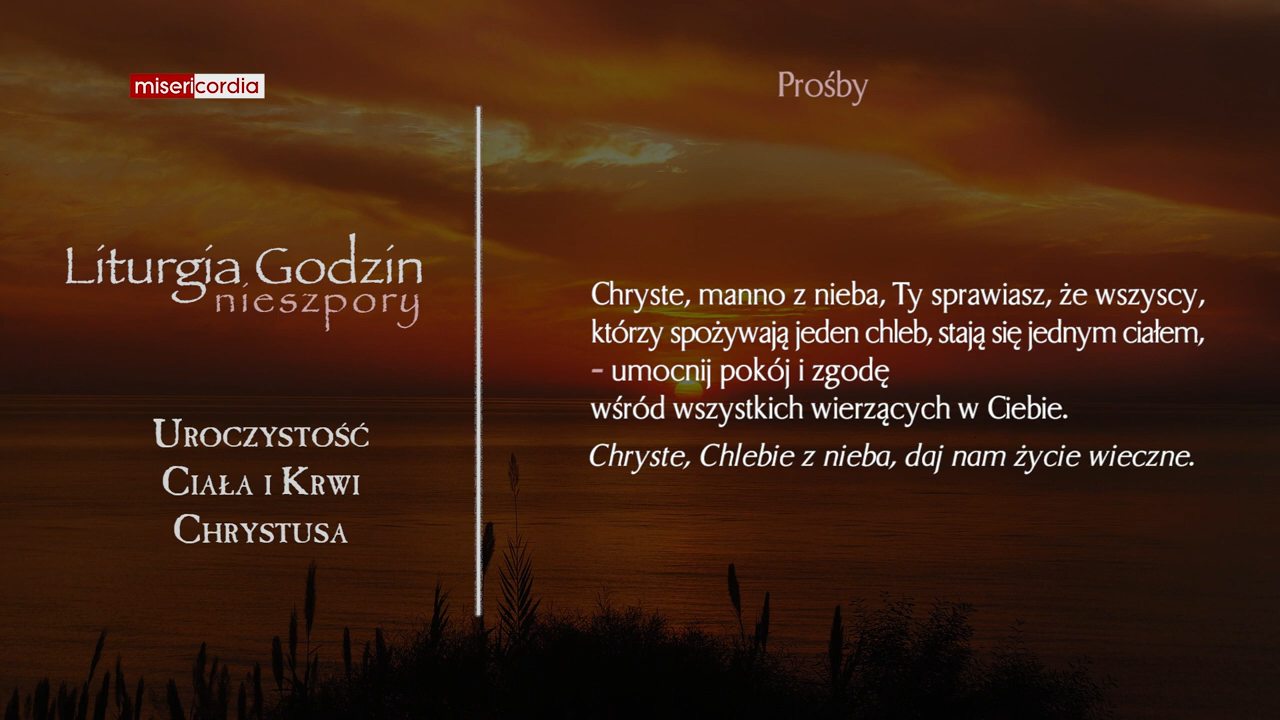 misericordia
Prośby
Liturgia Godzin
nieszpory
Uroczystość
Ciała i Krwi
Chrystusa
Chryste, manno z nieba, Ty sprawiasz, że wszyscy,
którzy spożywają jeden chleb, stają się jednym ciałem,
- umocnij pokój i zgodę
wśród wszystkich wierzących w Ciebie.
Chryste, Chlebie z nieba, daj nam życie wieczne.